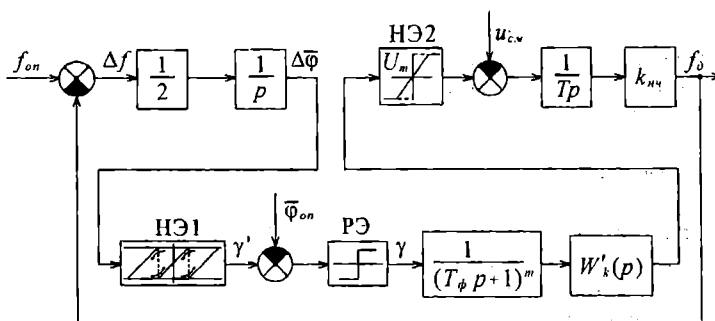 f_оп
Δf
1/2
1/p
Δφ̅
НЭ2
U_m
u_см
1/Tp
k_нч
f_∂
НЭ1
γ'
φ̅_оп
РЭ
γ
1/(T_ф p+1)^m
W'_k(p)